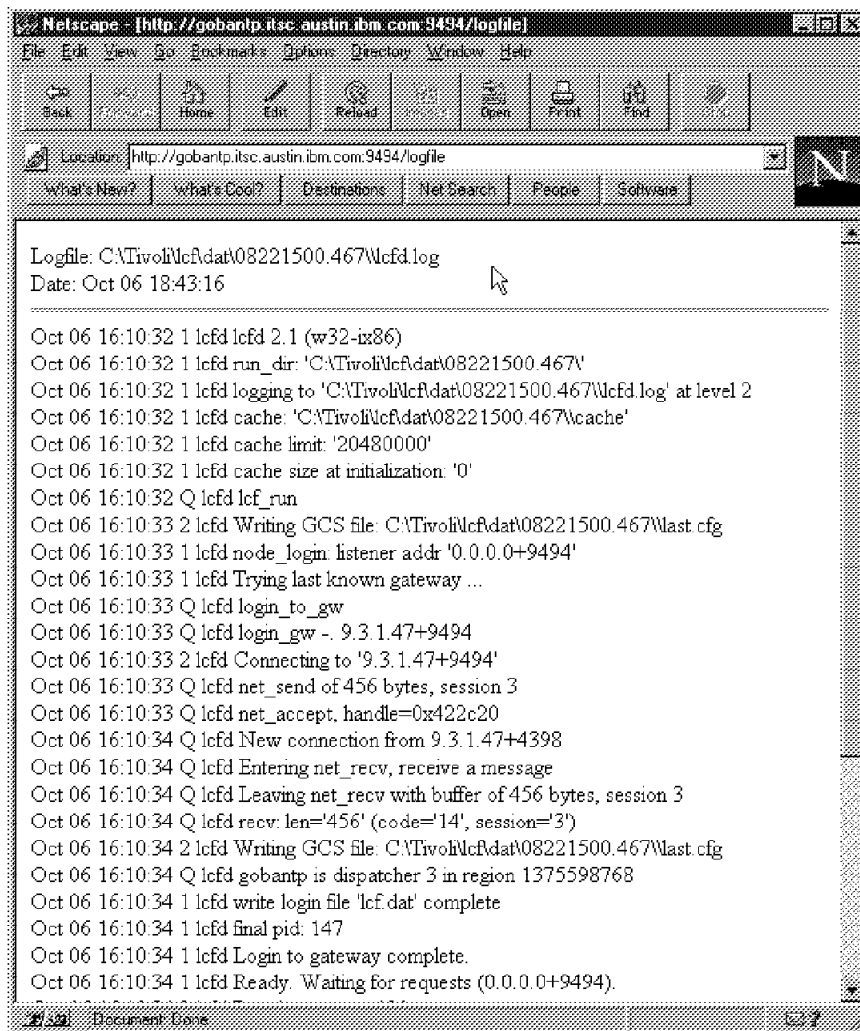 Netscape - [http://gobantp.itsc.austin.ibm.com:9494/logfile]
File Edit View Go Bookmarks Options Directory Window Help
Back Home Edit Reload Open Print Find
Location: http://gobantp.itsc.austin.ibm.com:9494/logfile
What's New? What's Cool? Destinations Net Search People Software
N
Logfile: C:\Tivoli\lcf\dat\08221500.467\\lcfd.log
Date: Oct 06 18:43:16
Oct 06 16:10:32 1 lcfd lcfd 2.1 (w32-ix86)
Oct 06 16:10:32 1 lcfd run_dir: 'C:\Tivoli\lcf\dat\08221500.467\'
Oct 06 16:10:32 1 lcfd logging to 'C:\Tivoli\lcf\dat\08221500.467\\lcfd.log' at level 2
Oct 06 16:10:32 1 lcfd cache: 'C:\Tivoli\lcf\dat\08221500.467\\cache'
Oct 06 16:10:32 1 lcfd cache limit: '20480000'
Oct 06 16:10:32 1 lcfd cache size at initialization: '0'
Oct 06 16:10:32 Q lcfd lcf_run
Oct 06 16:10:33 2 lcfd Writing GCS file: C:\Tivoli\lcf\dat\08221500.467\\last.cfg
Oct 06 16:10:33 1 lcfd node_login: listener addr '0.0.0.0+9494'
Oct 06 16:10:33 1 lcfd Trying last known gateway ...
Oct 06 16:10:33 Q lcfd login_to_gw
Oct 06 16:10:33 Q lcfd login_gw -. 9.3.1.47+9494
Oct 06 16:10:33 2 lcfd Connecting to '9.3.1.47+9494'
Oct 06 16:10:33 Q lcfd net_send of 456 bytes, session 3
Oct 06 16:10:33 Q lcfd net_accept, handle=0x422c20
Oct 06 16:10:34 Q lcfd New connection from 9.3.1.47+4398
Oct 06 16:10:34 Q lcfd Entering net_recv, receive a message
Oct 06 16:10:34 Q lcfd Leaving net_recv with buffer of 456 bytes, session 3
Oct 06 16:10:34 Q lcfd recv: len='456' (code='14', session='3')
Oct 06 16:10:34 2 lcfd Writing GCS file: C:\Tivoli\lcf\dat\08221500.467\\last.cfg
Oct 06 16:10:34 Q lcfd gobantp is dispatcher 3 in region 1375598768
Oct 06 16:10:34 1 lcfd write login file 'lcf.dat' complete
Oct 06 16:10:34 1 lcfd final pid: 147
Oct 06 16:10:34 1 lcfd Login to gateway complete.
Oct 06 16:10:34 1 lcfd Ready. Waiting for requests (0.0.0.0+9494).
Document: Done